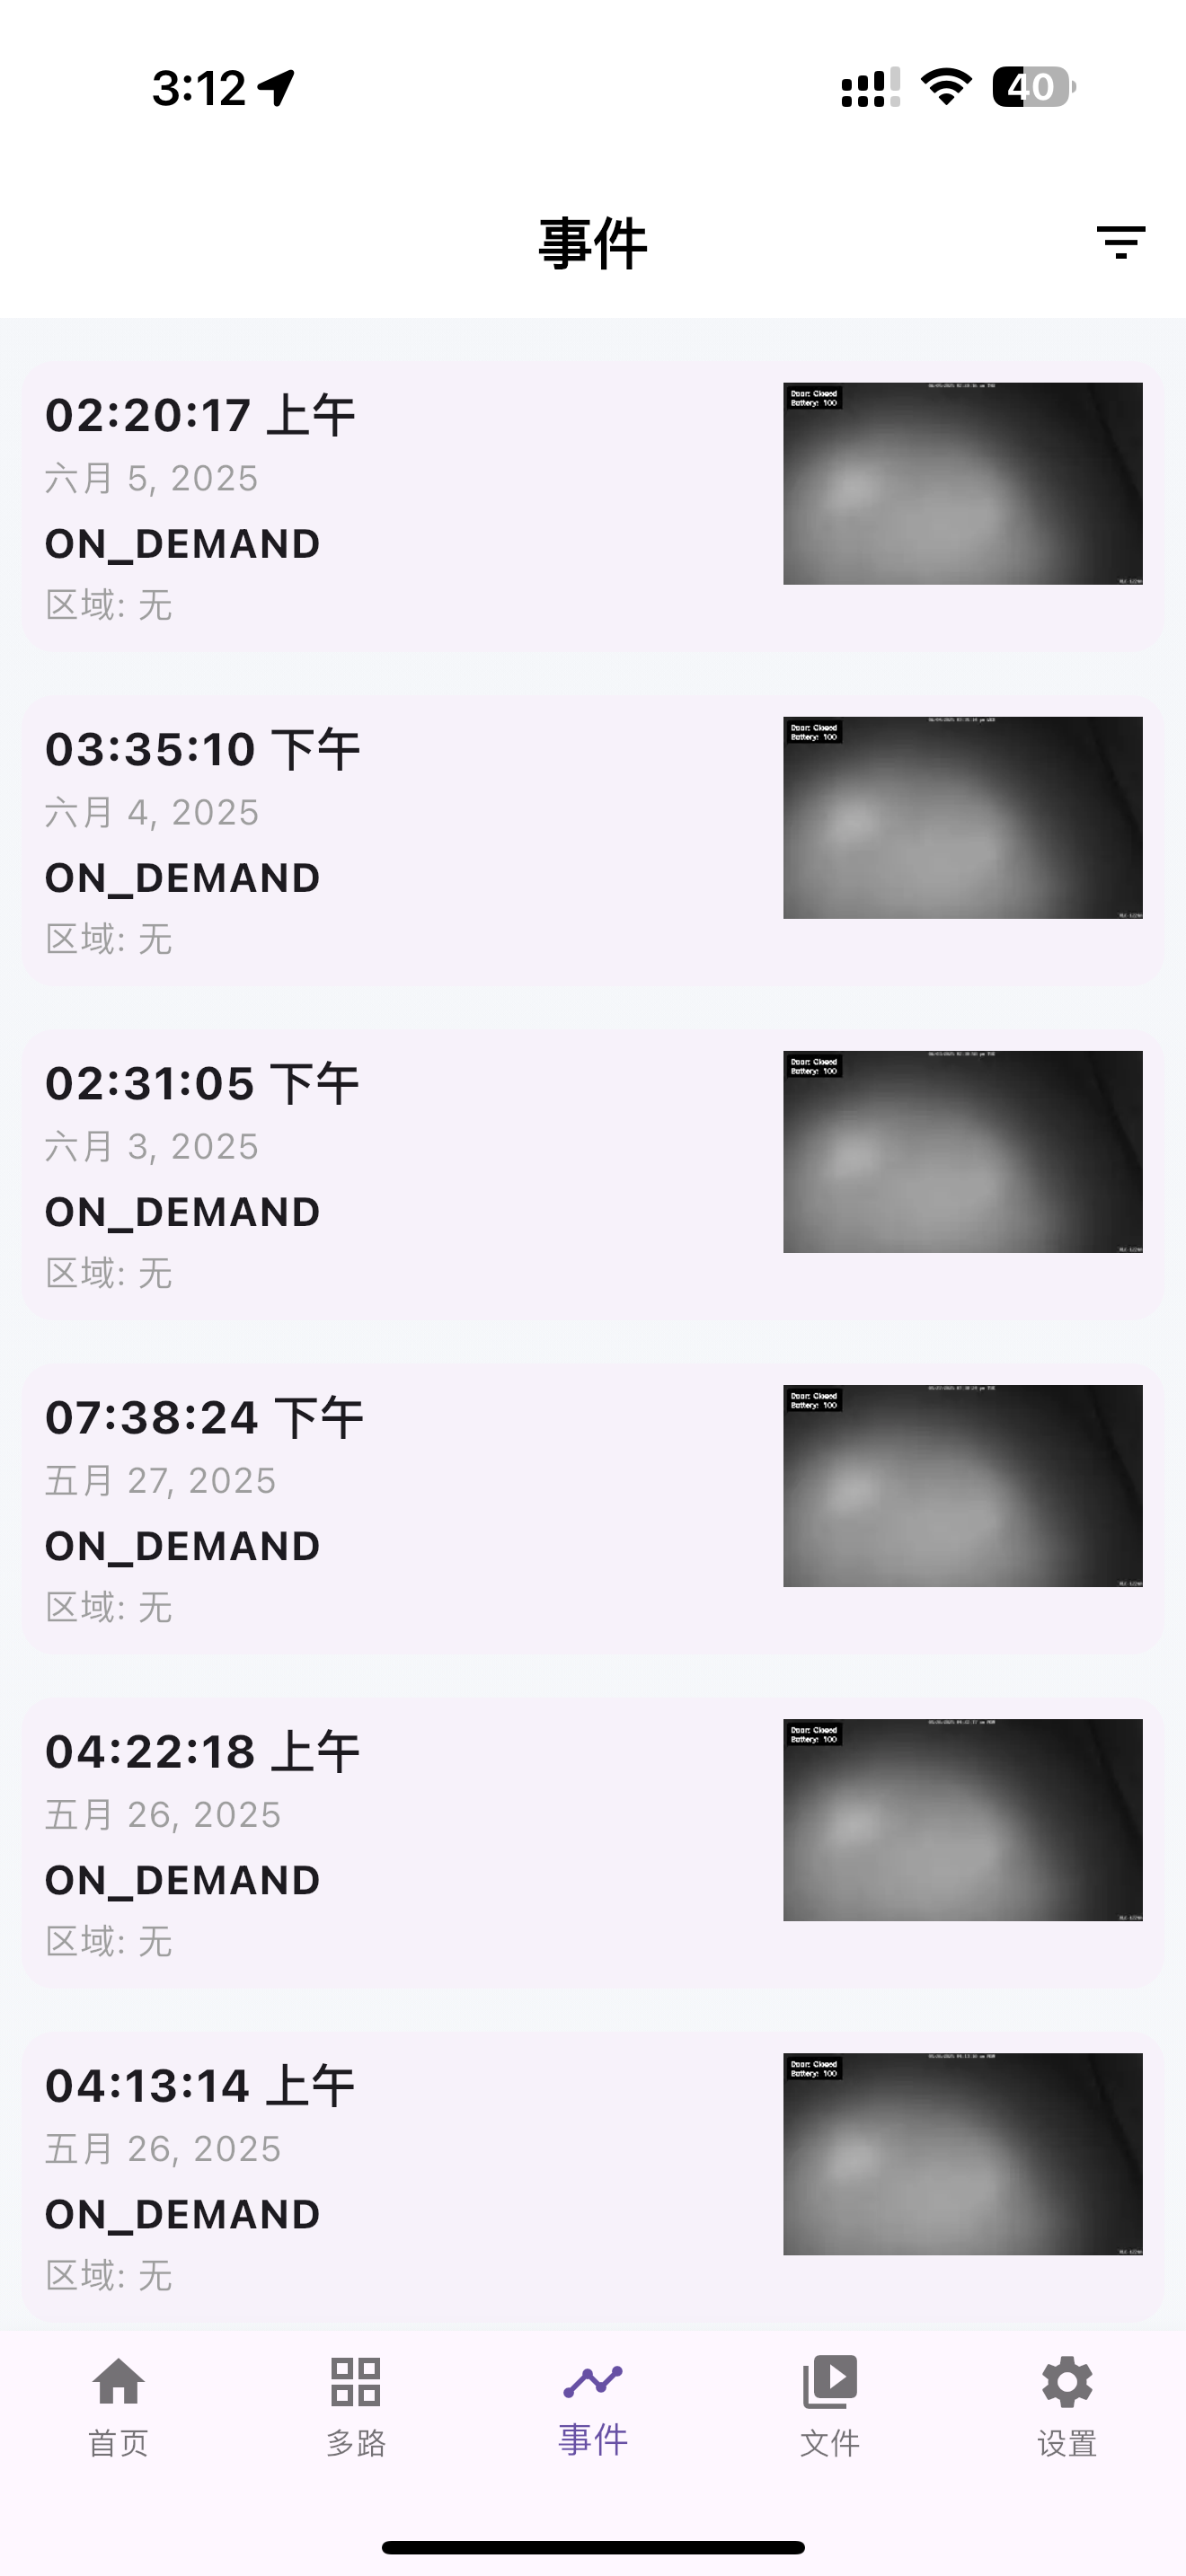 3:12
40
事件
02:20:17 上午
六月 5, 2025
ON_DEMAND
区域: 无
Door: Closed
Battery: 100
03:35:10 下午
六月 4, 2025
ON_DEMAND
区域: 无
Door: Closed
Battery: 100
02:31:05 下午
六月 3, 2025
ON_DEMAND
区域: 无
Door: Closed
Battery: 100
07:38:24 下午
五月 27, 2025
ON_DEMAND
区域: 无
Door: Closed
Battery: 100
04:22:18 上午
五月 26, 2025
ON_DEMAND
区域: 无
Door: Closed
Battery: 100
04:13:14 上午
五月 26, 2025
ON_DEMAND
区域: 无
Door: Closed
Battery: 100
首页
多路
事件
文件
设置